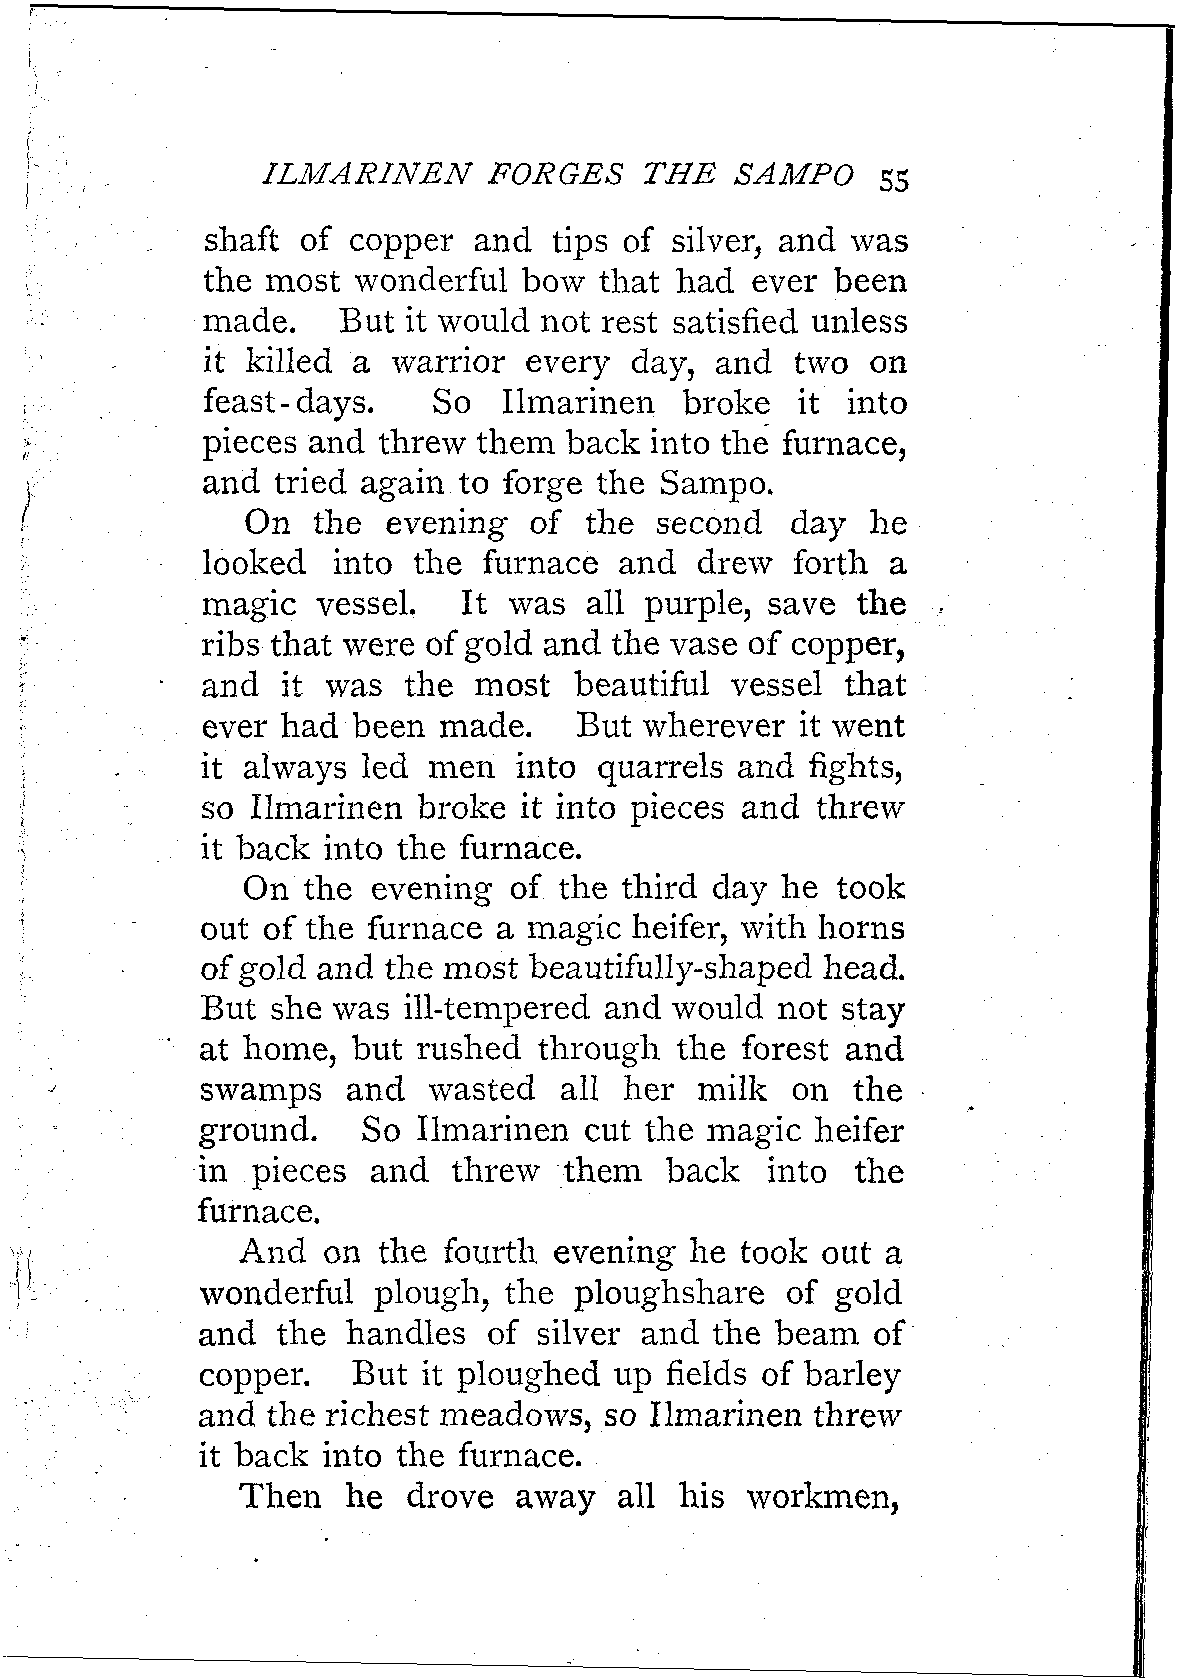 ILMARINEN FORGES THE SAMPO 55
shaft of copper and tips of silver, and was
the most wonderful bow that had ever been
made. But it would not rest satisfied unless
it killed a warrior every day, and two on
feast-days. So Ilmarinen broke it into
pieces and threw them back into the furnace,
and tried again to forge the Sampo.
On the evening of the second day he
looked into the furnace and drew forth a
magic vessel. It was all purple, save the
ribs that were of gold and the vase of copper,
and it was the most beautiful vessel that
ever had been made. But wherever it went
it always led men into quarrels and fights,
so Ilmarinen broke it into pieces and threw
it back into the furnace.
On the evening of the third day he took
out of the furnace a magic heifer, with horns
of gold and the most beautifully-shaped head.
But she was ill-tempered and would not stay
at home, but rushed through the forest and
swamps and wasted all her milk on the
ground. So Ilmarinen cut the magic heifer
in pieces and threw them back into the
furnace.
And on the fourth evening he took out a
wonderful plough, the ploughshare of gold
and the handles of silver and the beam of
copper. But it ploughed up fields of barley
and the richest meadows, so Ilmarinen threw
it back into the furnace.
Then he drove away all his workmen,